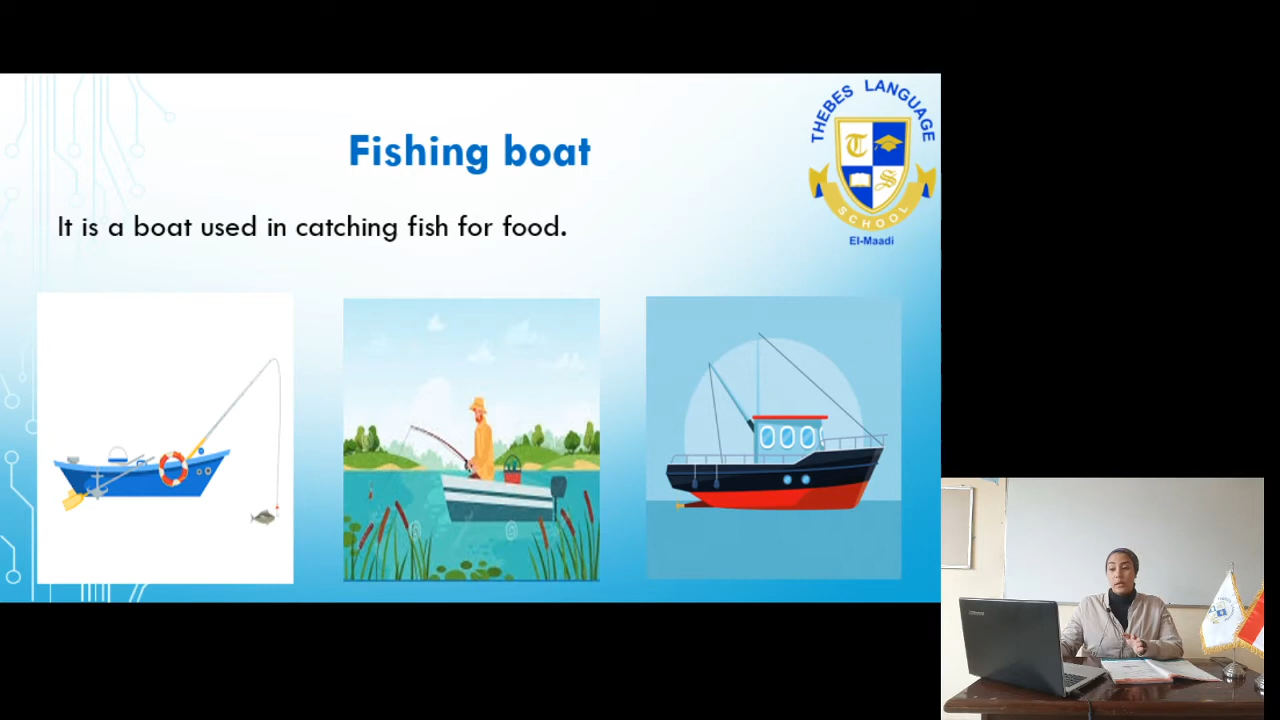 Fishing boat
It is a boat used in catching fish for food.
THEBES LANGUAGE
T
S
SCHOOL
El-Maadi